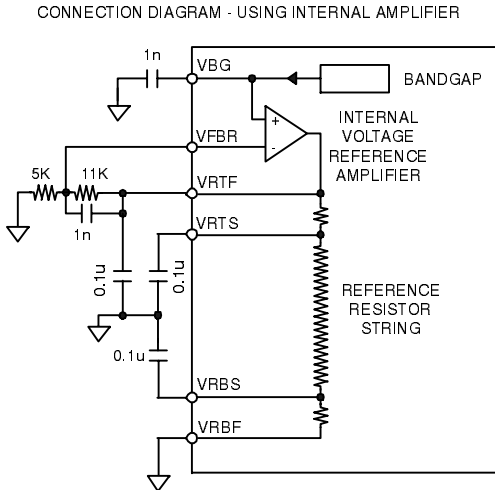 CONNECTION DIAGRAM - USING INTERNAL AMPLIFIER
1n
VBG
BANDGAP
+
-
INTERNAL
VOLTAGE
REFERENCE
AMPLIFIER
VFBR
5K
11K
VRTF
1n
VRTS
0.1u
0.1u
REFERENCE
RESISTOR
STRING
0.1u
VRBS
VRBF